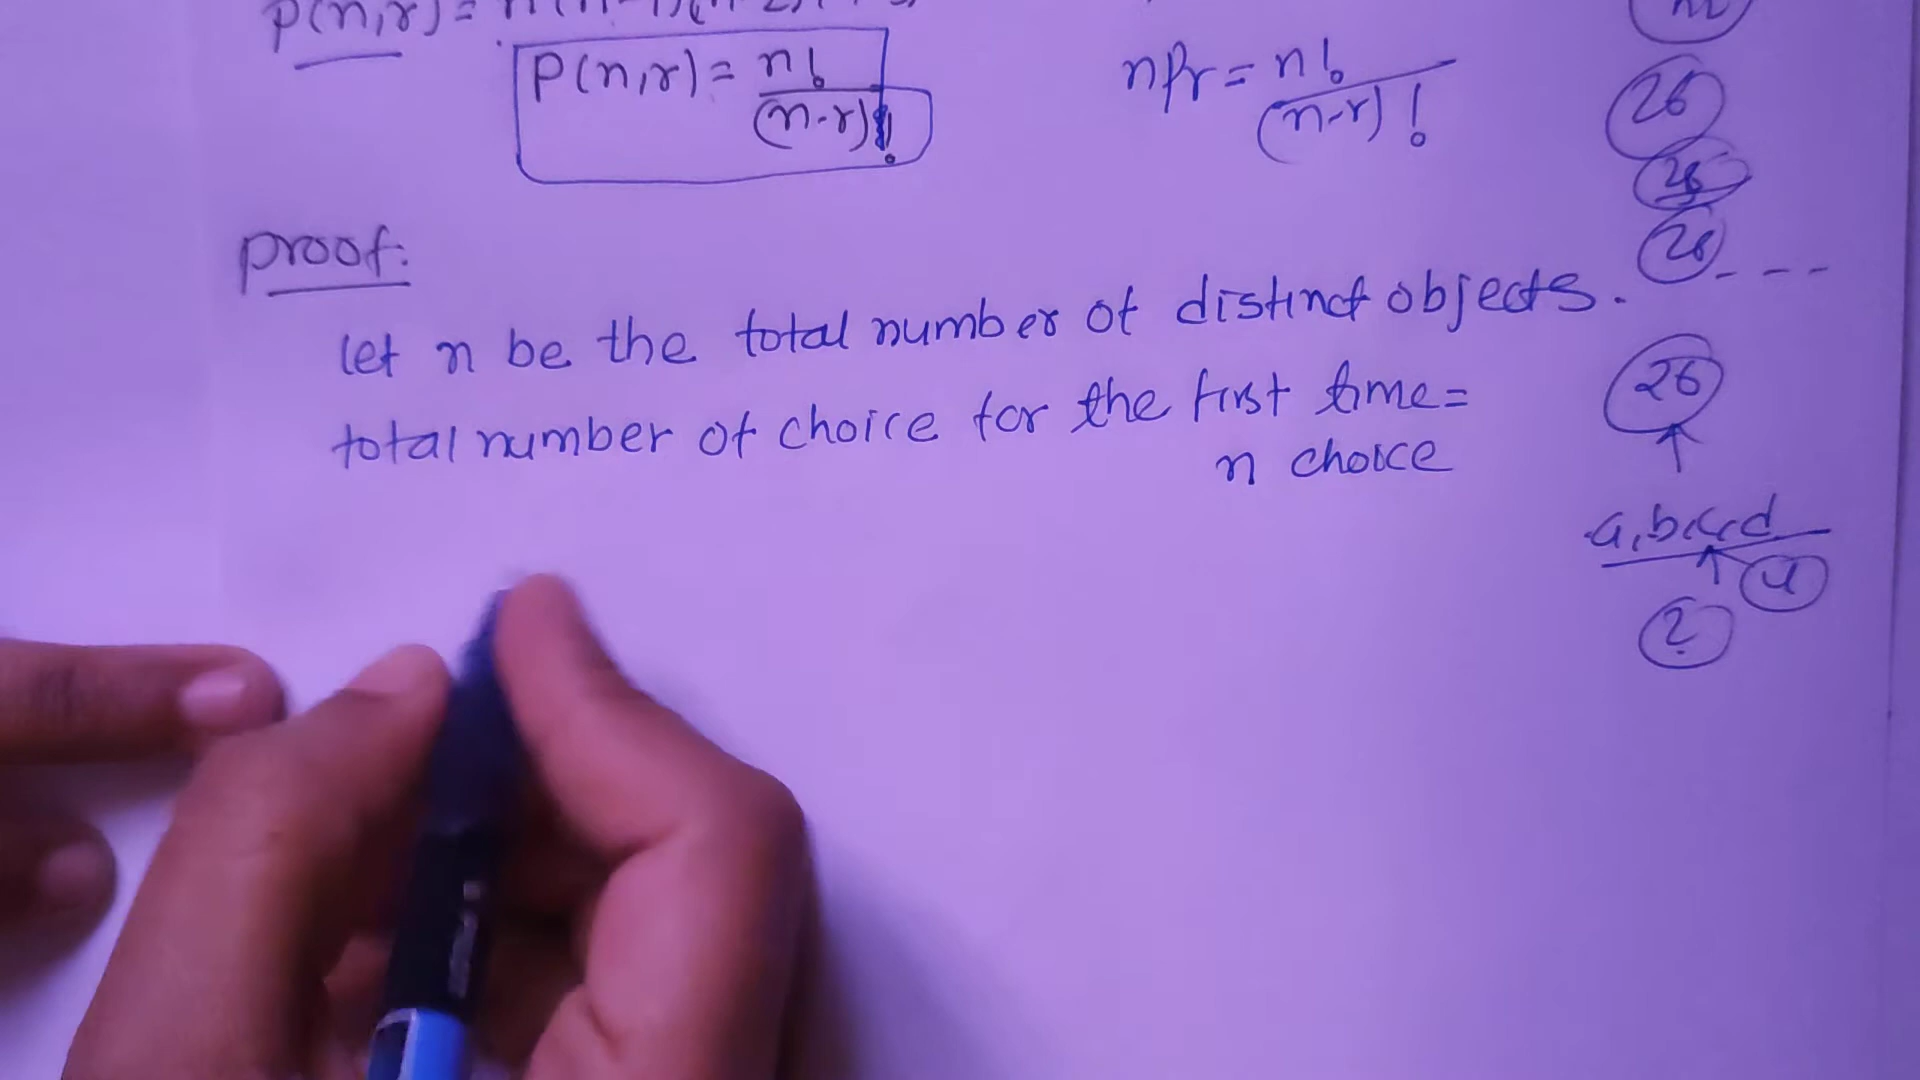 P(n,r) =
P(n,r) = n!
(n-r)!
nPr = n!
(n-r)!
26
26
26 - - -
proof:
let n be the total number of distinct objects.
total number of choice for the first time =
n choice
26
a,b,c,d
4
?